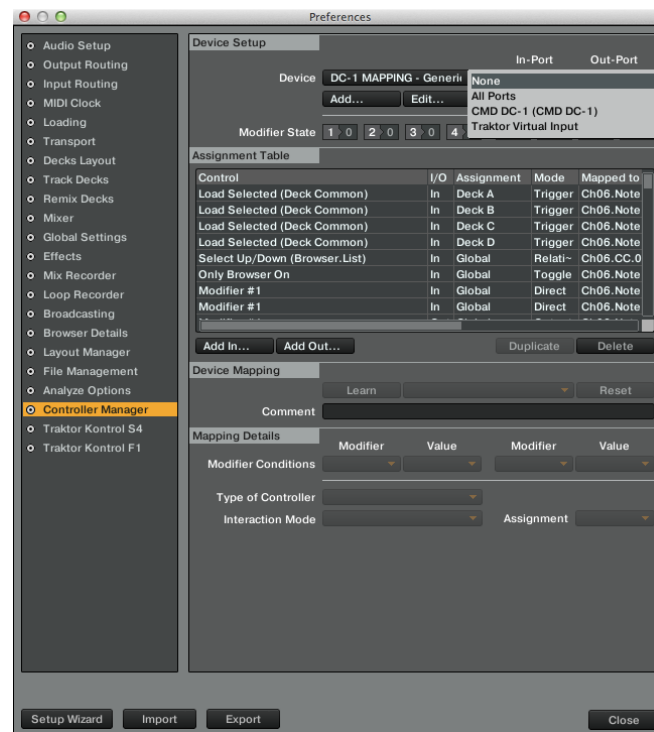 Preferences
Audio Setup
Output Routing
Input Routing
MIDI Clock
Loading
Transport
Decks Layout
Track Decks
Remix Decks
Mixer
Global Settings
Effects
Mix Recorder
Loop Recorder
Broadcasting
Browser Details
Layout Manager
File Management
Analyze Options
Controller Manager
Traktor Kontrol S4
Traktor Kontrol F1
Device Setup
In-Port Out-Port
Device DC-1 MAPPING - Generic
None
All Ports
CMD DC-1 (CMD DC-1)
Traktor Virtual Input
Add... Edit...
Modifier State 1 0 2 0 3 0 4
Assignment Table
Control I/O Assignment Mode Mapped to
Load Selected (Deck Common) In Deck A Trigger Ch06.Note
Load Selected (Deck Common) In Deck B Trigger Ch06.Note
Load Selected (Deck Common) In Deck C Trigger Ch06.Note
Load Selected (Deck Common) In Deck D Trigger Ch06.Note
Select Up/Down (Browser.List) In Global Relati~ Ch06.CC.0
Only Browser On In Global Toggle Ch06.Note
Modifier #1 In Global Direct Ch06.Note
Modifier #1 In Global Direct Ch06.Note
Add In... Add Out... Duplicate Delete
Device Mapping
Learn Reset
Comment
Mapping Details
Modifier Value Modifier Value
Modifier Conditions
Type of Controller
Interaction Mode Assignment
Setup Wizard Import Export Close